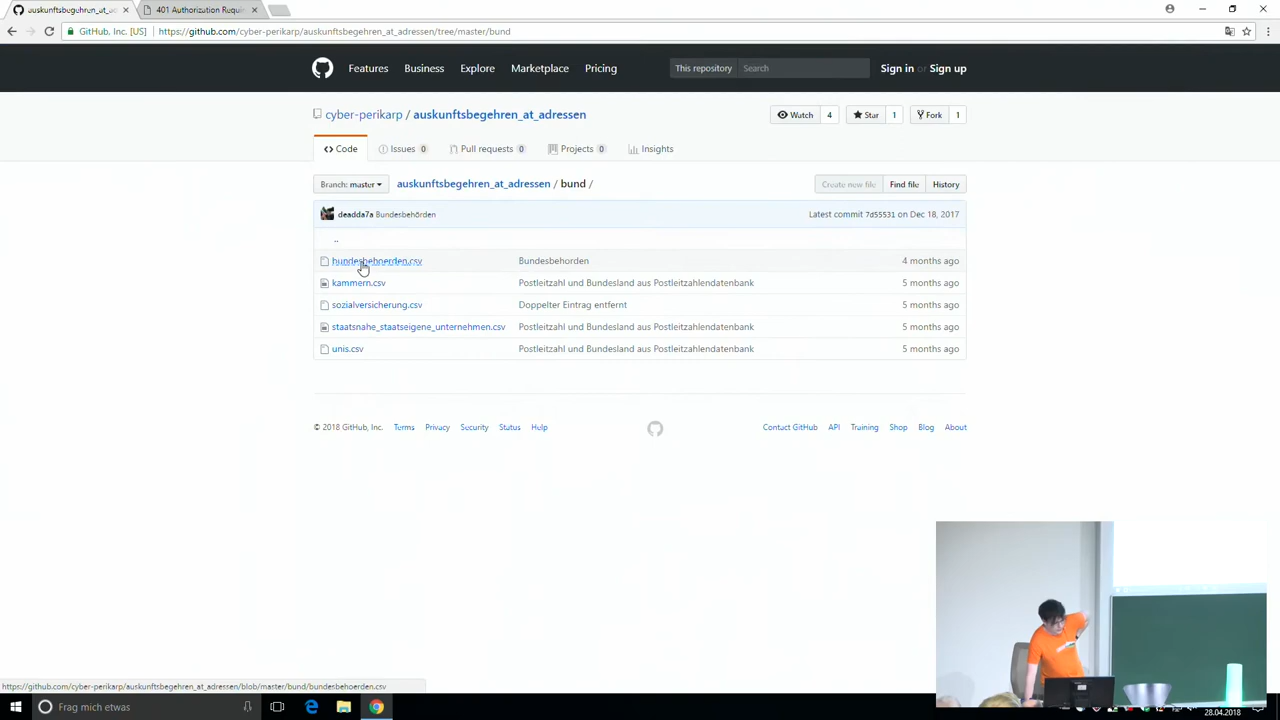 auskunftsbegehren_at_ad
401 Authorization Requi
GitHub, Inc. [US]
https://github.com/cyber-perikarp/auskunftsbegehren_at_adressen/tree/master/bund
Features
Business
Explore
Marketplace
Pricing
This repository
Search
Sign in or Sign up
cyber-perikarp / auskunftsbegehren_at_adressen
Watch 4
Star 1
Fork 1
Code
Issues 0
Pull requests 0
Projects 0
Insights
Branch: master
auskunftsbegehren_at_adressen / bund /
Create new file
Find file
History
deadda7a Bundesbehörden
Latest commit 7d55531 on Dec 18, 2017
..
bundesbehoerden.csv Bundesbehorden 4 months ago
kammern.csv Postleitzahl und Bundesland aus Postleitzahlendatenbank 5 months ago
sozialversicherung.csv Doppelter Eintrag entfernt 5 months ago
staatsnahe_staatseigene_unternehmen.csv Postleitzahl und Bundesland aus Postleitzahlendatenbank 5 months ago
unis.csv Postleitzahl und Bundesland aus Postleitzahlendatenbank 5 months ago
© 2018 GitHub, Inc.
Terms
Privacy
Security
Status
Help
Contact GitHub
API
Training
Shop
Blog
About
https://github.com/cyber-perikarp/auskunftsbegehren_at_adressen/blob/master/bund/bundesbehoerden.csv
Frag mich etwas
28.04.2018